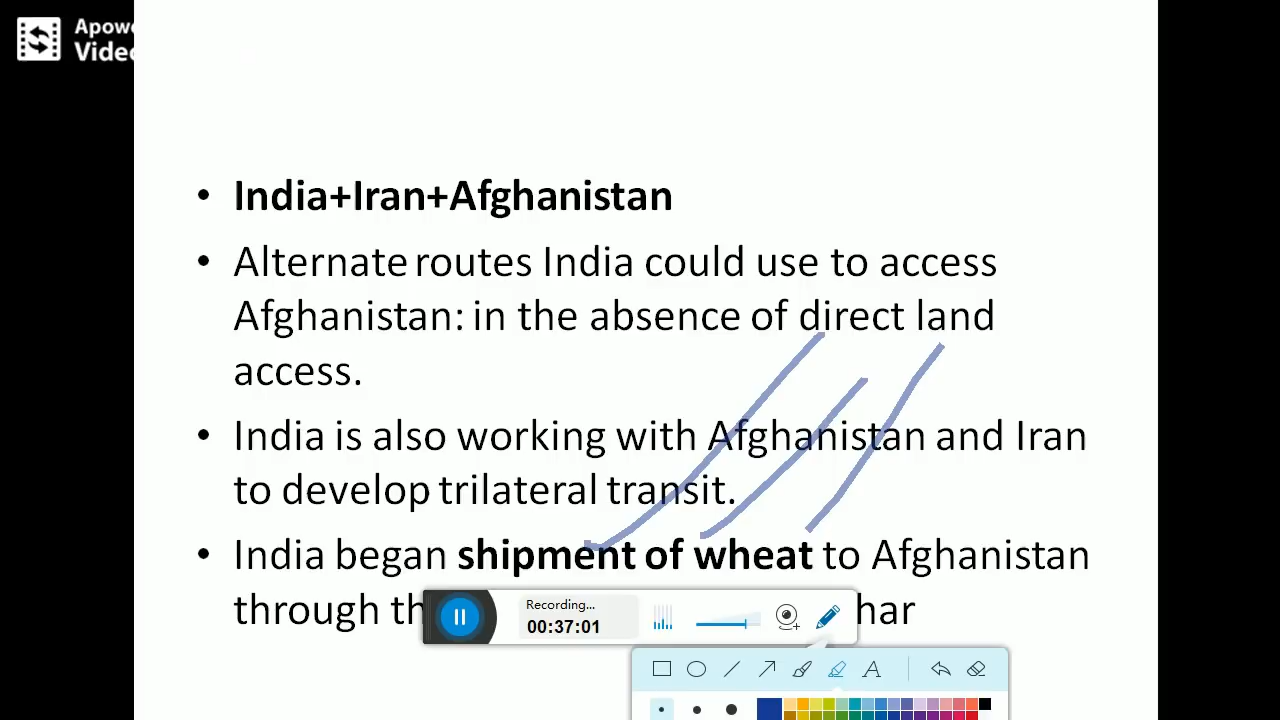 Apowe
Video
• India+Iran+Afghanistan
• Alternate routes India could use to access
Afghanistan: in the absence of direct land
access.
• India is also working with Afghanistan and Iran
to develop trilateral transit.
• India began shipment of wheat to Afghanistan
through th har
Recording...
00:37:01
A